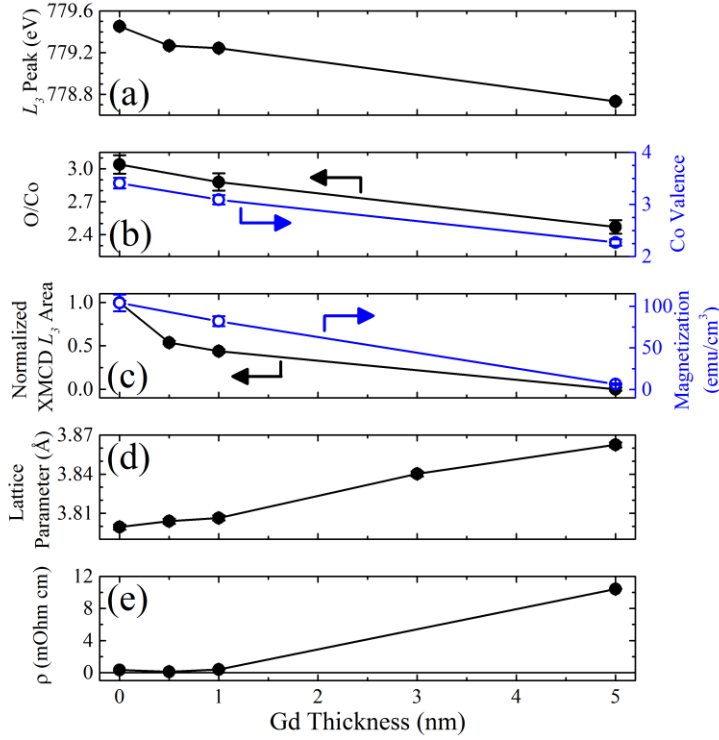 779.6
779.2
778.8
L3 Peak (eV)
(a)
3.0
2.7
2.4
O/Co
(b)
4
3
2
Co Valence
1.0
0.5
0.0
Normalized
XMCD L3 Area
(c)
100
50
0
Magnetization
(emu/cm³)
3.87
3.84
3.81
Lattice
Parameter (Å)
(d)
12
8
4
0
ρ (mOhm cm)
(e)
0 1 2 3 4 5
Gd Thickness (nm)